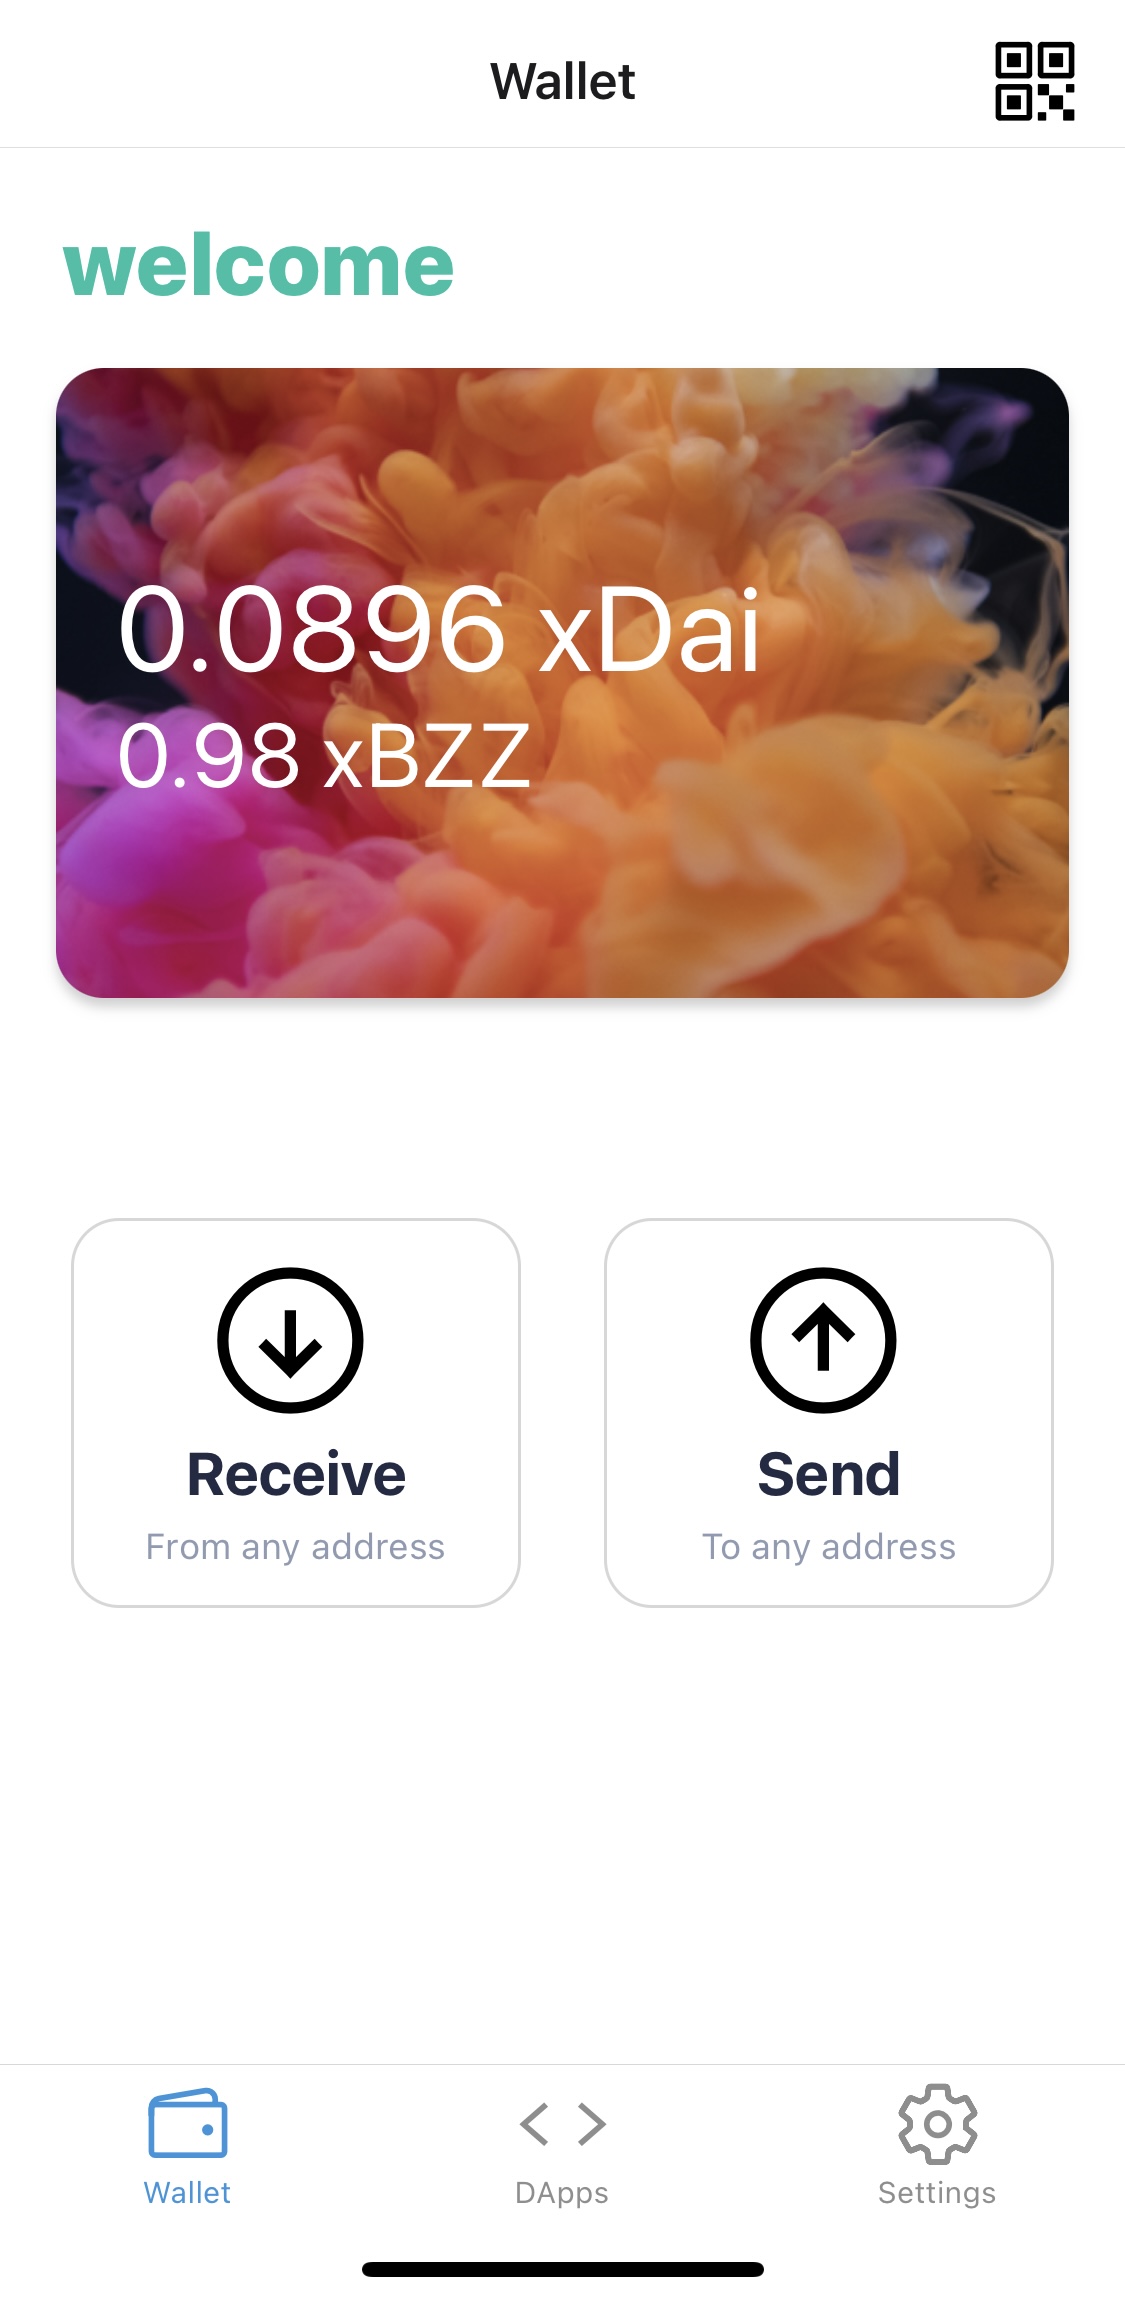 Wallet
welcome
0.0896 xDai
0.98 xBZZ
Receive
From any address
Send
To any address
Wallet
DApps
Settings